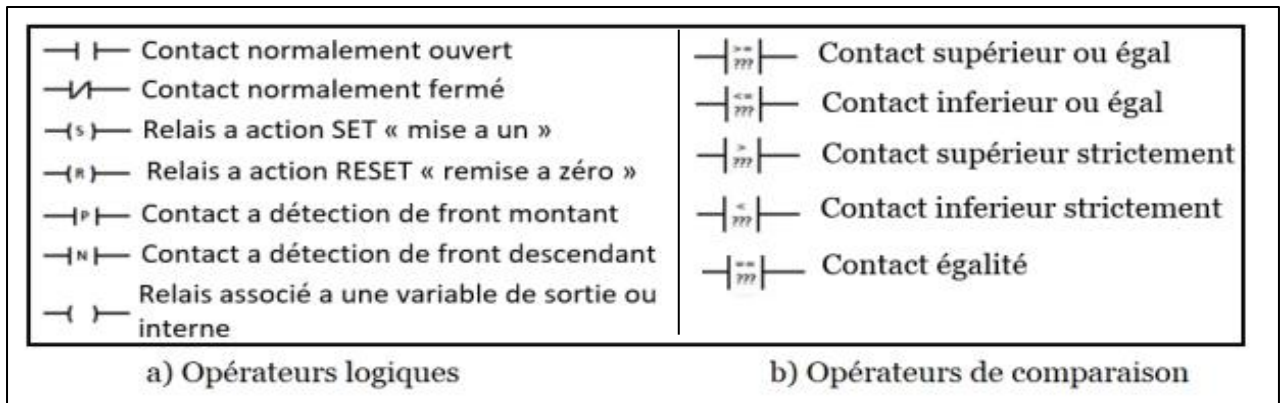 Contact normalement ouvert
Contact normalement fermé
S Relais a action SET « mise a un »
R Relais a action RESET « remise a zéro »
P Contact a détection de front montant
N Contact a détection de front descendant
Relais associé a une variable de sortie ou
interne
>=
??? Contact supérieur ou égal
<=
??? Contact inferieur ou égal
>
??? Contact supérieur strictement
<
??? Contact inferieur strictement
==
??? Contact égalité
a) Opérateurs logiques
b) Opérateurs de comparaison